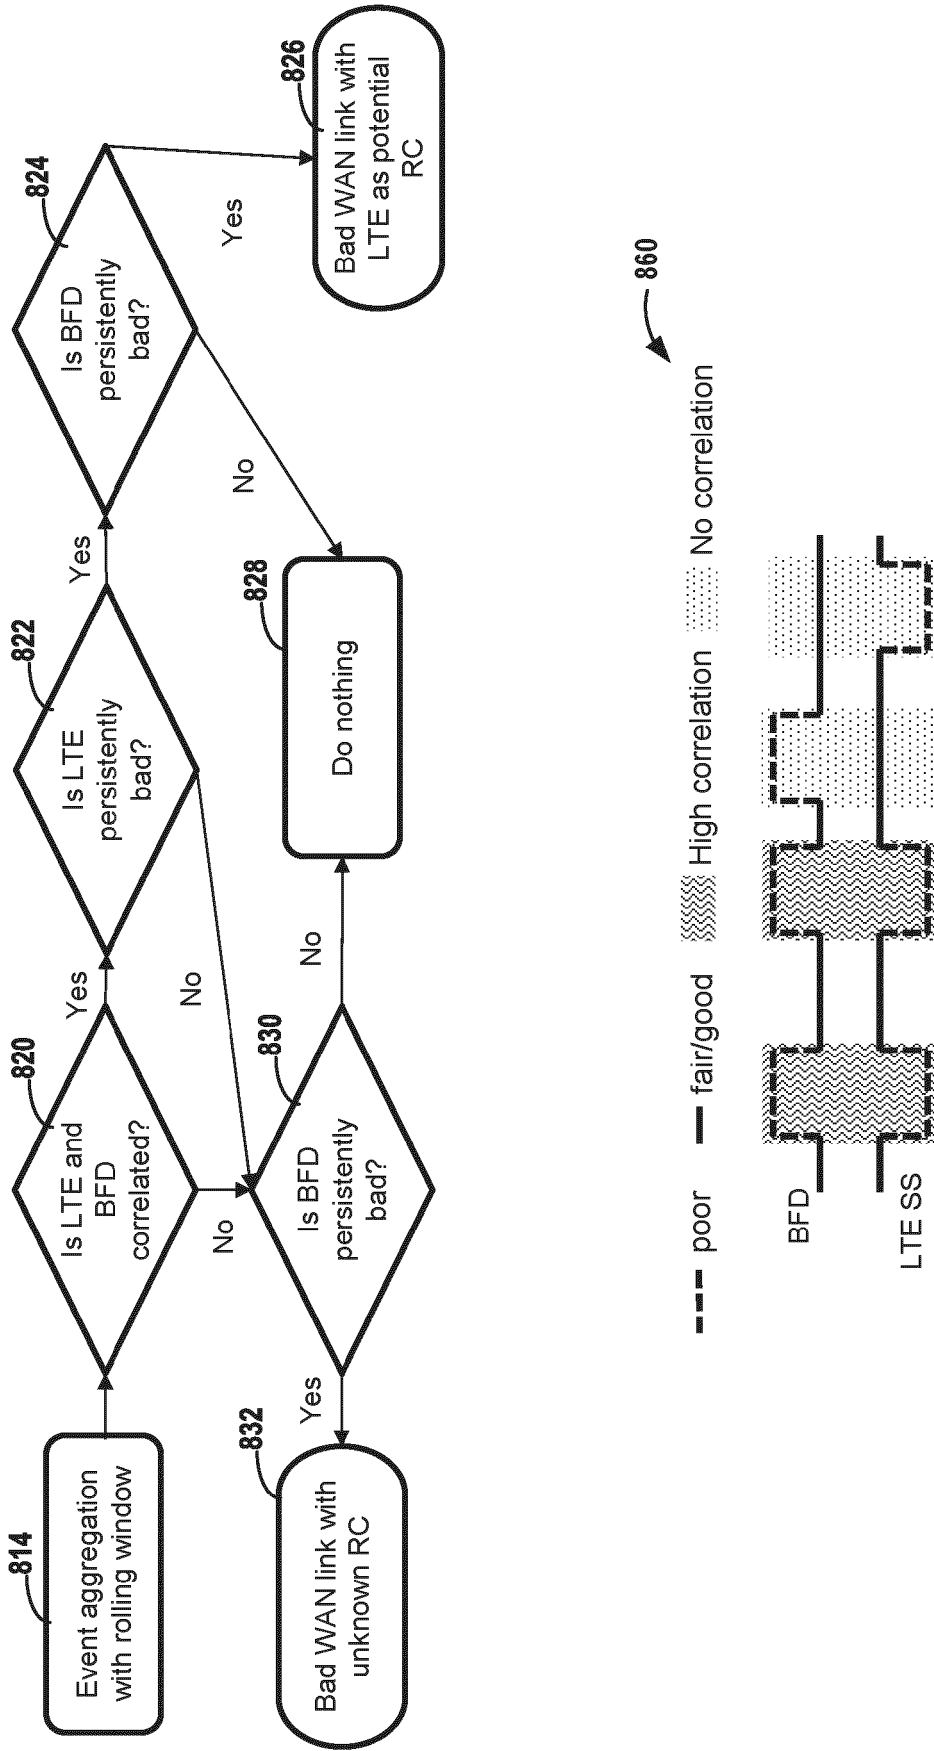 814
Event aggregation
with rolling window
820
Is LTE and
BFD
correlated?
Yes
No
822
Is LTE
persistently
bad?
Yes
No
824
Is BFD
persistently
bad?
Yes
No
826
Bad WAN link with
LTE as potential
RC
832
Bad WAN link with
unknown RC
Yes
830
Is BFD
persistently
bad?
No
828
Do nothing
860
poor
fair/good
High correlation
No correlation
BFD
LTE SS